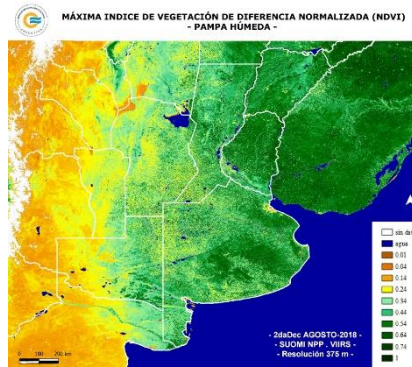 MÁXIMA INDICE DE VEGETACIÓN DE DIFERENCIA NORMALIZADA (NDVI)
- PAMPA HÚMEDA -
sin dat
agua
0.01
0.04
0.14
0.24
0.34
0.44
0.54
0.64
0.74
1
- 2daDec AGOSTO-2018 -
- SUOMI NPP . VIIRS -
- Resolución 375 m -
0 100 200 km